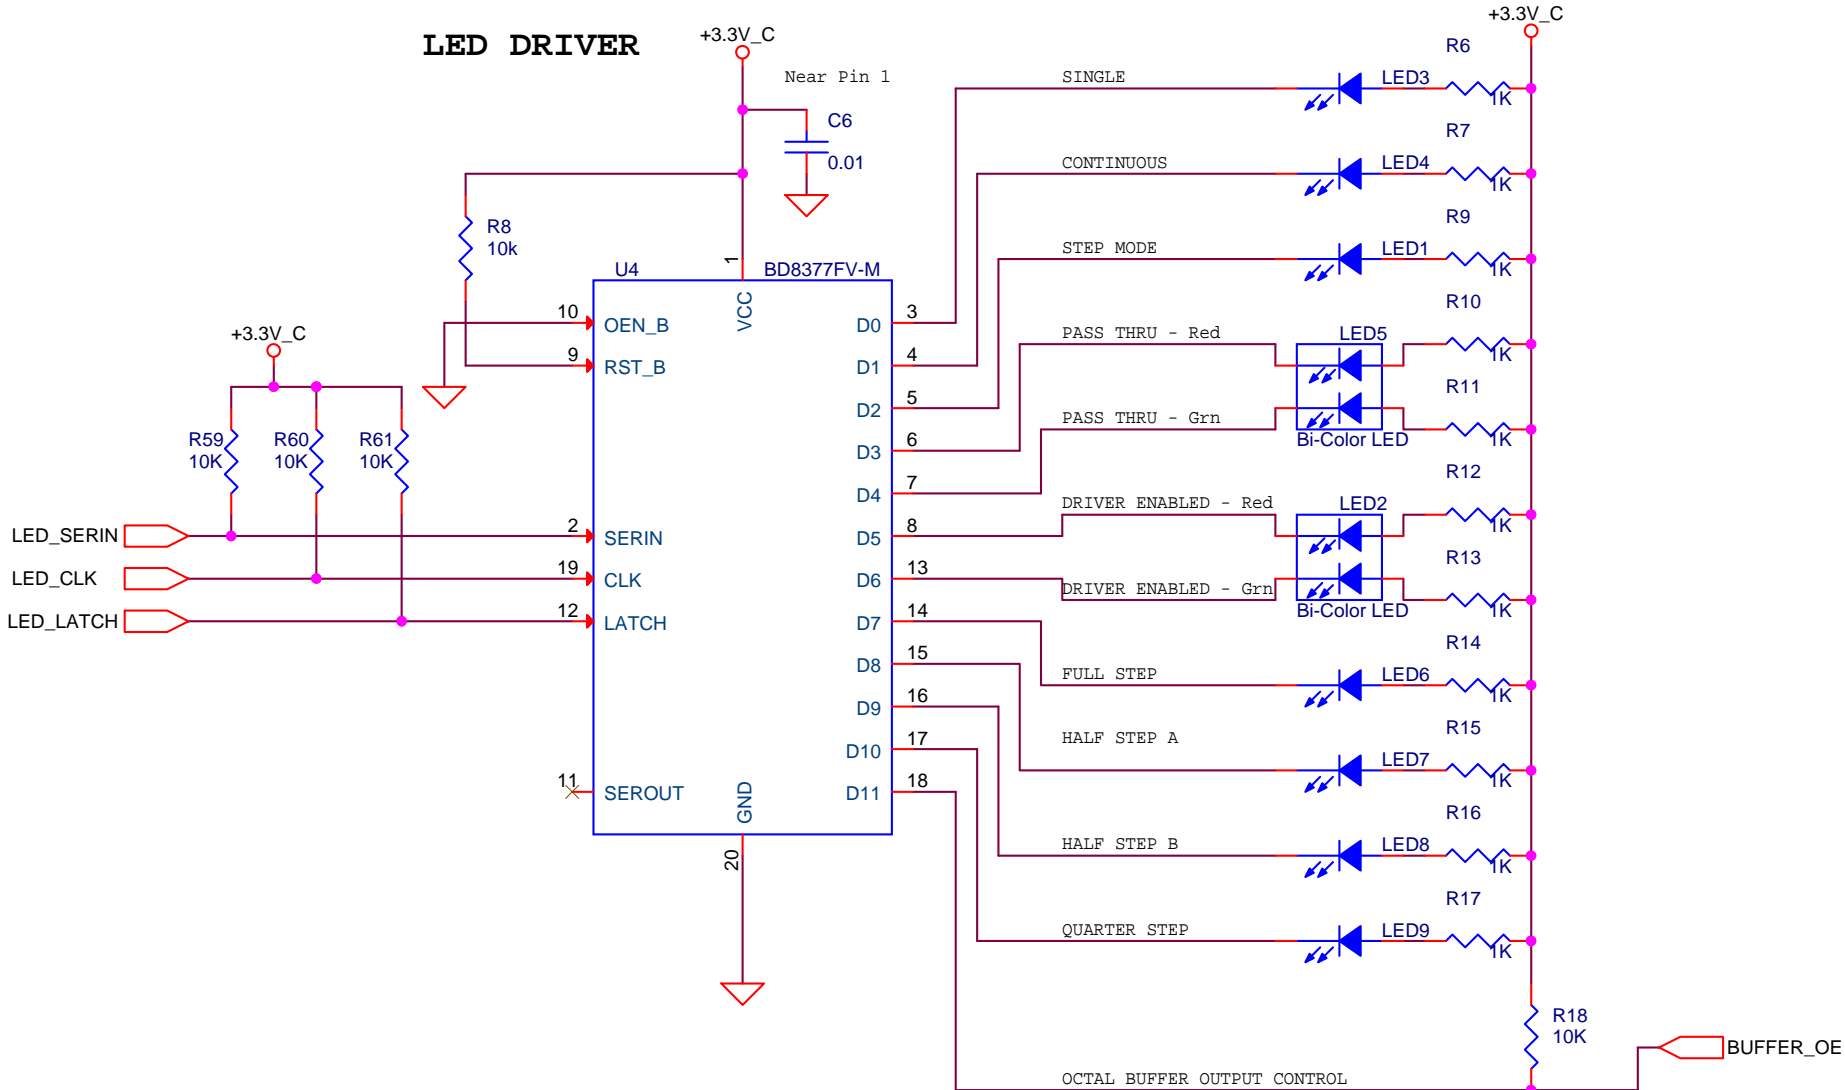 LED DRIVER
+3.3V_C
Near Pin 1
C6
0.01
R8
10k
U4
BD8377FV-M
1
VCC
10
OEN_B
9
RST_B
+3.3V_C
R59
10K
R60
10K
R61
10K
LED_SERIN
2
SERIN
LED_CLK
19
CLK
LED_LATCH
12
LATCH
11
SEROUT
GND
20
D0
3
D1
4
D2
5
D3
6
D4
7
D5
8
D6
13
D7
14
D8
15
D9
16
D10
17
D11
18
+3.3V_C
SINGLE
LED3
R6
1K
CONTINUOUS
LED4
R7
1K
STEP MODE
LED1
R9
1K
PASS THRU - Red
LED5
R10
1K
PASS THRU - Grn
Bi-Color LED
R11
1K
DRIVER ENABLED - Red
LED2
R12
1K
DRIVER ENABLED - Grn
Bi-Color LED
R13
1K
FULL STEP
LED6
R14
1K
HALF STEP A
LED7
R15
1K
HALF STEP B
LED8
R16
1K
QUARTER STEP
LED9
R17
1K
R18
10K
OCTAL BUFFER OUTPUT CONTROL
BUFFER_OE